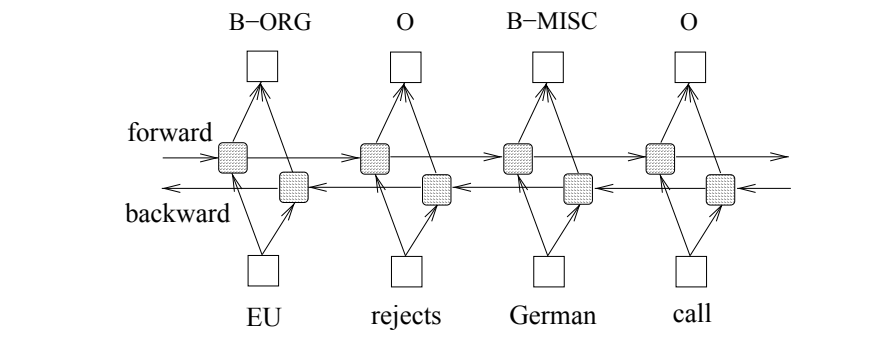 B−ORG O B−MISC O
forward
backward
EU rejects German call